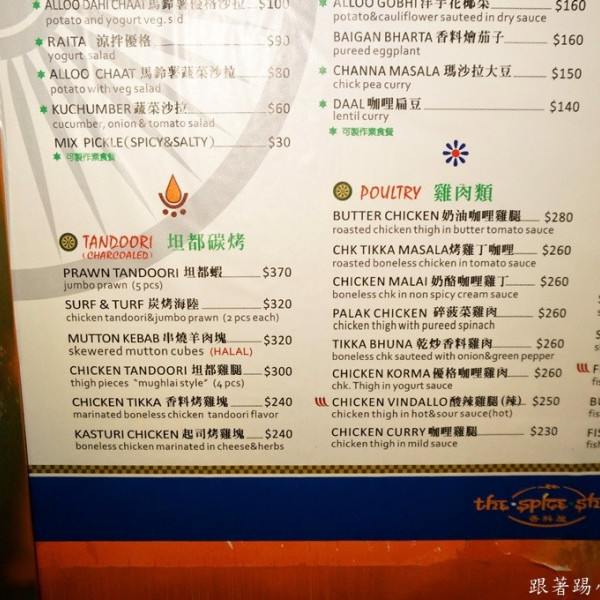 ALLOO DAHI CHAAT 馬鈴薯優格沙拉 $100
potato and yogurt veg.
RAITA 涼拌優格 $90
yogurt salad
ALLOO CHAAT 馬鈴薯蔬菜沙拉 $80
potato with veg salad
KUCHUMBER 蔬菜沙拉 $60
cucumber, onion & tomato salad
MIX PICKLE(SPICY&SALTY) $30
可製作素食餐
TANDOORI 坦都碳烤
(CHARCOALED)
PRAWN TANDOORI 坦都蝦 $370
jumbo prawn (5 pcs)
SURF & TURF 炭烤海陸 $320
chicken tandoori&jumbo prawn (2 pcs each)
MUTTON KEBAB 串燒羊肉塊 $320
skewered mutton cubes (HALAL)
CHICKEN TANDOORI 坦都雞腿 $300
thigh pieces "mughlai style" (4 pcs)
CHICKEN TIKKA 香料烤雞塊 $240
marinated boneless chicken tandoori flavor
KASTURI CHICKEN 起司烤雞塊 $240
boneless chicken marinated in cheese&herbs
ALLOO GOBHI 洋芋花椰菜 $160
potato&cauliflower sauteed in dry sauce
BAIGAN BHARTA 香料燴茄子 $160
pureed eggplant
CHANNA MASALA 瑪沙拉大豆 $150
chick pea curry
DAAL 咖哩扁豆 $140
lentil curry
可製作素食餐
POULTRY 雞肉類
BUTTER CHICKEN 奶油咖哩雞腿 $280
roasted chicken thigh in butter tomato sauce
CHK TIKKA MASALA 烤雞丁咖哩 $260
roasted boneless chicken in tomato sauce
CHICKEN MALAI 奶酪咖哩雞丁 $260
boneless chk in non spicy cream sauce
PALAK CHICKEN 碎菠菜雞肉 $260
chicken thigh with pureed spinach
TIKKA BHUNA 乾炒香料雞肉 $260
boneless chk sauteed with onion&green pepper
CHICKEN KORMA 優格咖哩雞肉 $260
chk. Thigh in yogurt sauce
CHICKEN VINDALLO 酸辣雞腿(辣) $250
chicken thigh in hot&sour sauce(hot)
CHICKEN CURRY 咖哩雞腿 $230
chicken thigh in mild sauce
F
fis
BU
fis
FIS
fish
the·spice·sh
香料屋
跟著踢